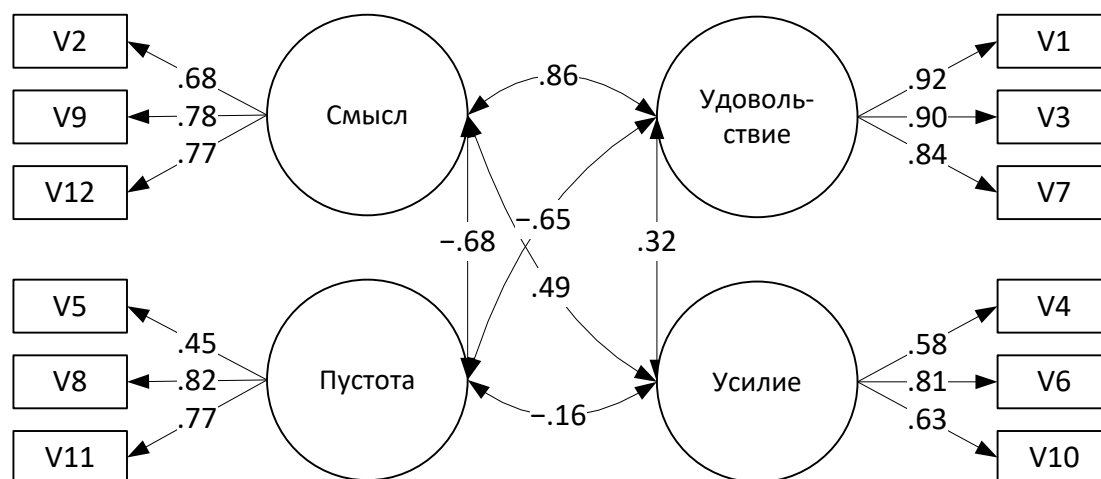 V2
V9
V12
.68
.78
.77
Смысл
.86
Удоволь-
ствие
.92
.90
.84
V1
V3
V7
−.68
−.65
.49
.32
V5
V8
V11
.45
.82
.77
Пустота
−.16
Усилие
.58
.81
.63
V4
V6
V10